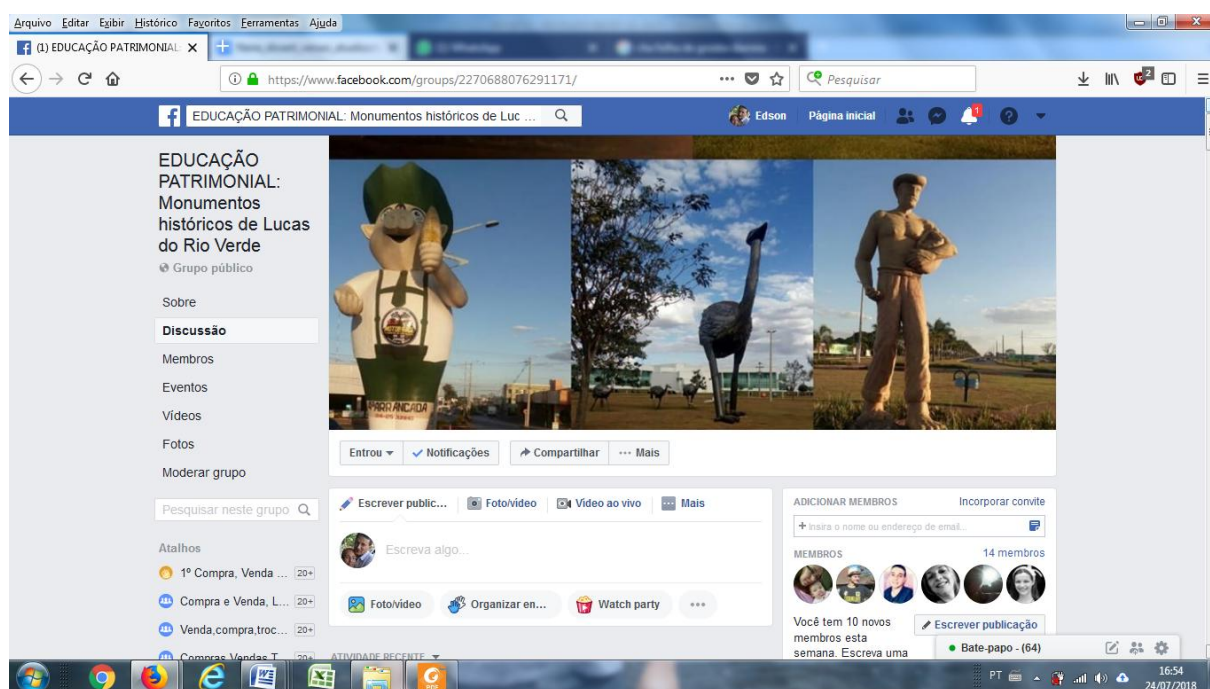 Arquivo Editar Exibir Histórico Favoritos Ferramentas Ajuda
(1) EDUCAÇÃO PATRIMONIAL:
https://www.facebook.com/groups/2270688076291171/
Pesquisar
2
EDUCAÇÃO PATRIMONIAL: Monumentos históricos de Luc ...
Edson Página inicial 1
EDUCAÇÃO
PATRIMONIAL:
Monumentos
históricos de Lucas
do Rio Verde
Grupo público
Sobre
Discussão
Membros
Eventos
Vídeos
Fotos
Moderar grupo
Pesquisar neste grupo
Atalhos
1º Compra, Venda ... 20+
Compra e Venda, L... 20+
Venda,compra,troc... 20+
Compras Vendas T... 20+
PARRANCADA
Entrou Notificações Compartilhar Mais
Escrever public... Foto/vídeo Vídeo ao vivo Mais
Escreva algo...
Foto/vídeo Organizar en... Watch party
ATIVIDADE RECENTE
ADICIONAR MEMBROS Incorporar convite
Insira o nome ou endereço de email...
MEMBROS 14 membros
Você tem 10 novos
membros esta
semana. Escreva uma
Escrever publicação
Bate-papo - (64)
PT 16:54
24/07/2018